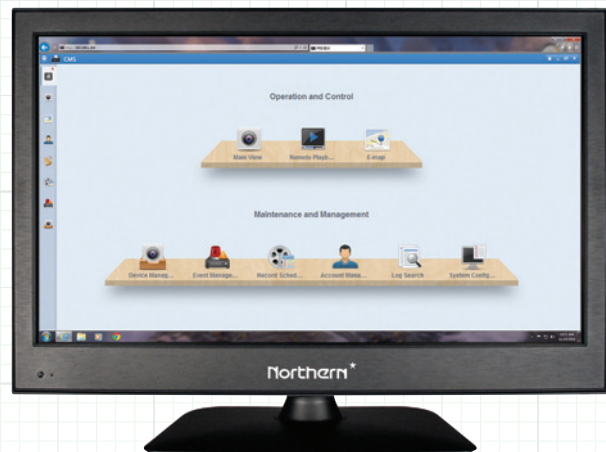 CMS
Operation and Control
Main View
Remote Playb...
E-map
Maintenance and Management
Device Manag...
Event Manage...
Record Sched...
Account Mana...
Log Search
System Config...
Northern*